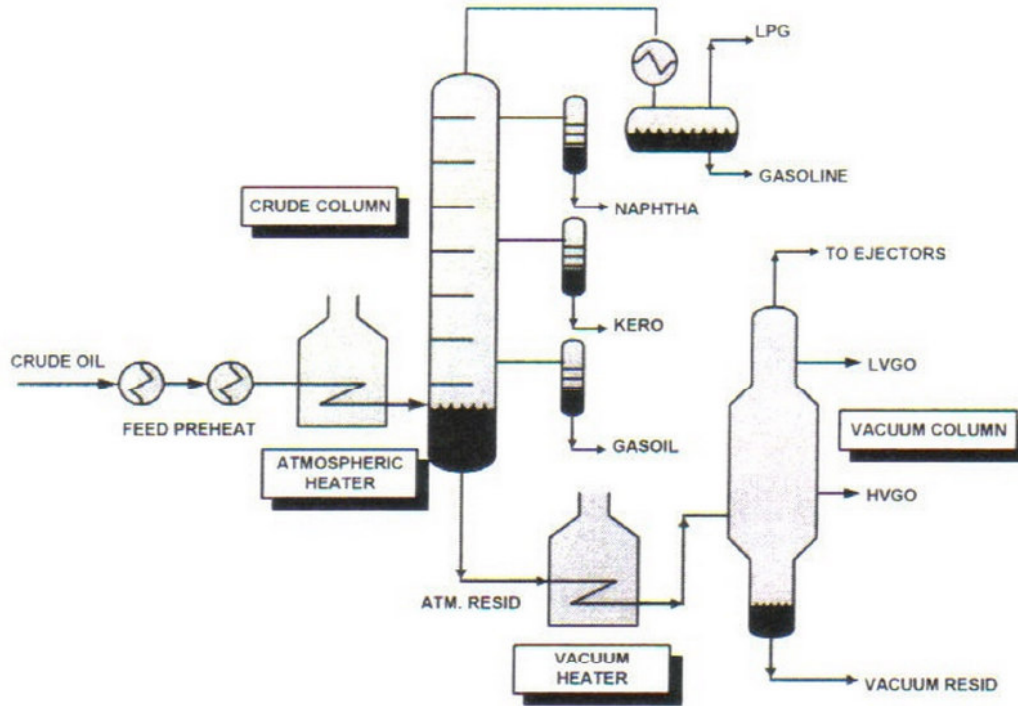 LPG
GASOLINE
CRUDE COLUMN
NAPHTHA
TO EJECTORS
KERO
CRUDE OIL
LVGO
FEED PREHEAT
VACUUM COLUMN
GASOIL
ATMOSPHERIC
HEATER
HVGO
ATM. RESID
VACUUM
HEATER
VACUUM RESID